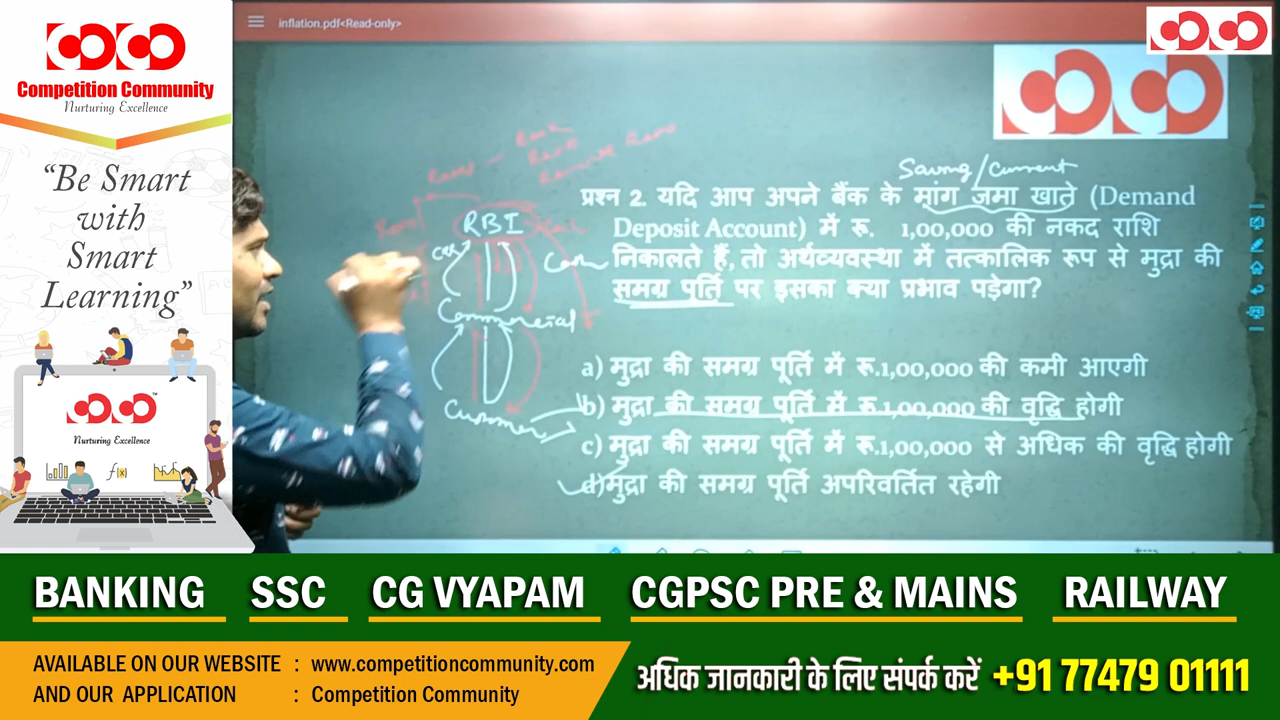 Competition Community
Nurturing Excellence
“Be Smart
with
Smart
Learning”
Nurturing Excellence
f(x)
inflation.pdf<Read-only>
Saving/Current
प्रश्न 2. यदि आप अपने बैंक के मांग जमा खाते (Demand
Deposit Account) में रू. 1,00,000 की नकद राशि
निकालते हैं, तो अर्थव्यवस्था में तत्कालिक रूप से मुद्रा की
समग्र पूर्ति पर इसका क्या प्रभाव पड़ेगा?
a) मुद्रा की समग्र पूर्ति में रू.1,00,000 की कमी आएगी
b) मुद्रा की समग्र पूर्ति में रू.1,00,000 की वृद्धि होगी
c) मुद्रा की समग्र पूर्ति में रू.1,00,000 से अधिक की वृद्धि होगी
d) मुद्रा की समग्र पूर्ति अपरिवर्तित रहेगी
RBI
Commercial
Customer
BANKING SSC CG VYAPAM CGPSC PRE & MAINS RAILWAY
AVAILABLE ON OUR WEBSITE : www.competitioncommunity.com
AND OUR APPLICATION : Competition Community
अधिक जानकारी के लिए संपर्क करें +91 77479 01111